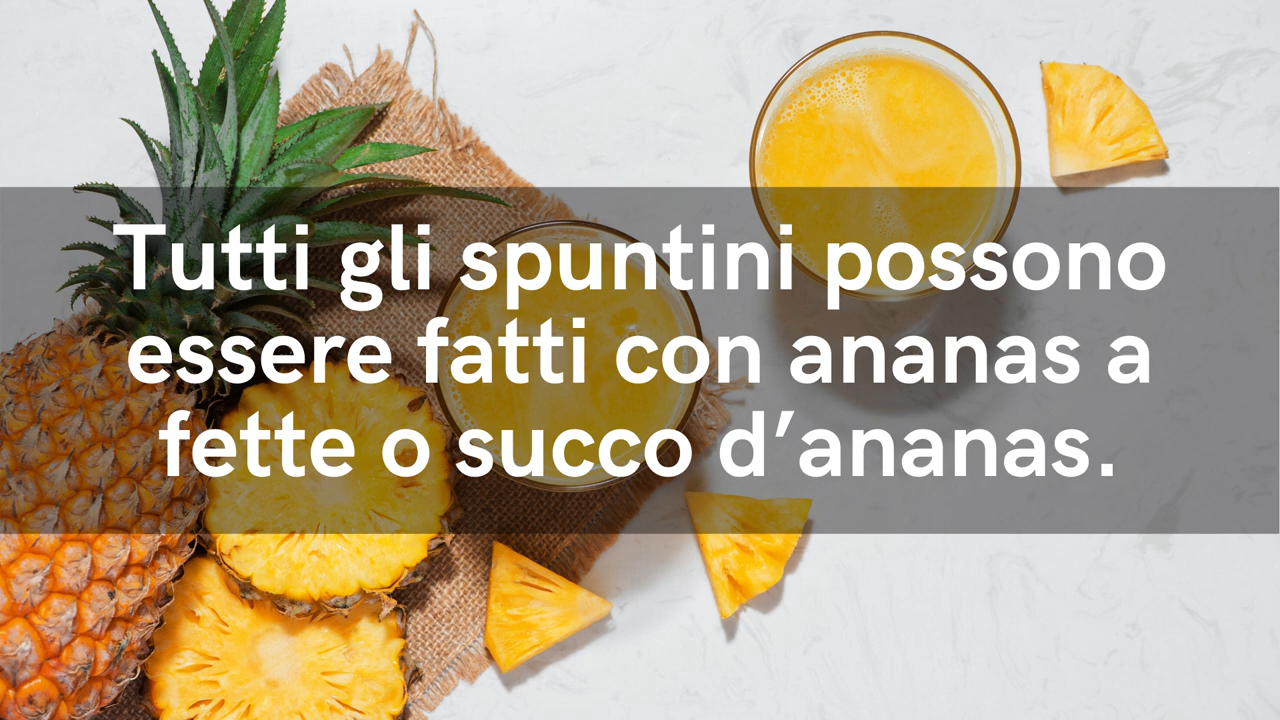 Tutti gli spuntini possono
essere fatti con ananas a
fette o succo d’ananas.